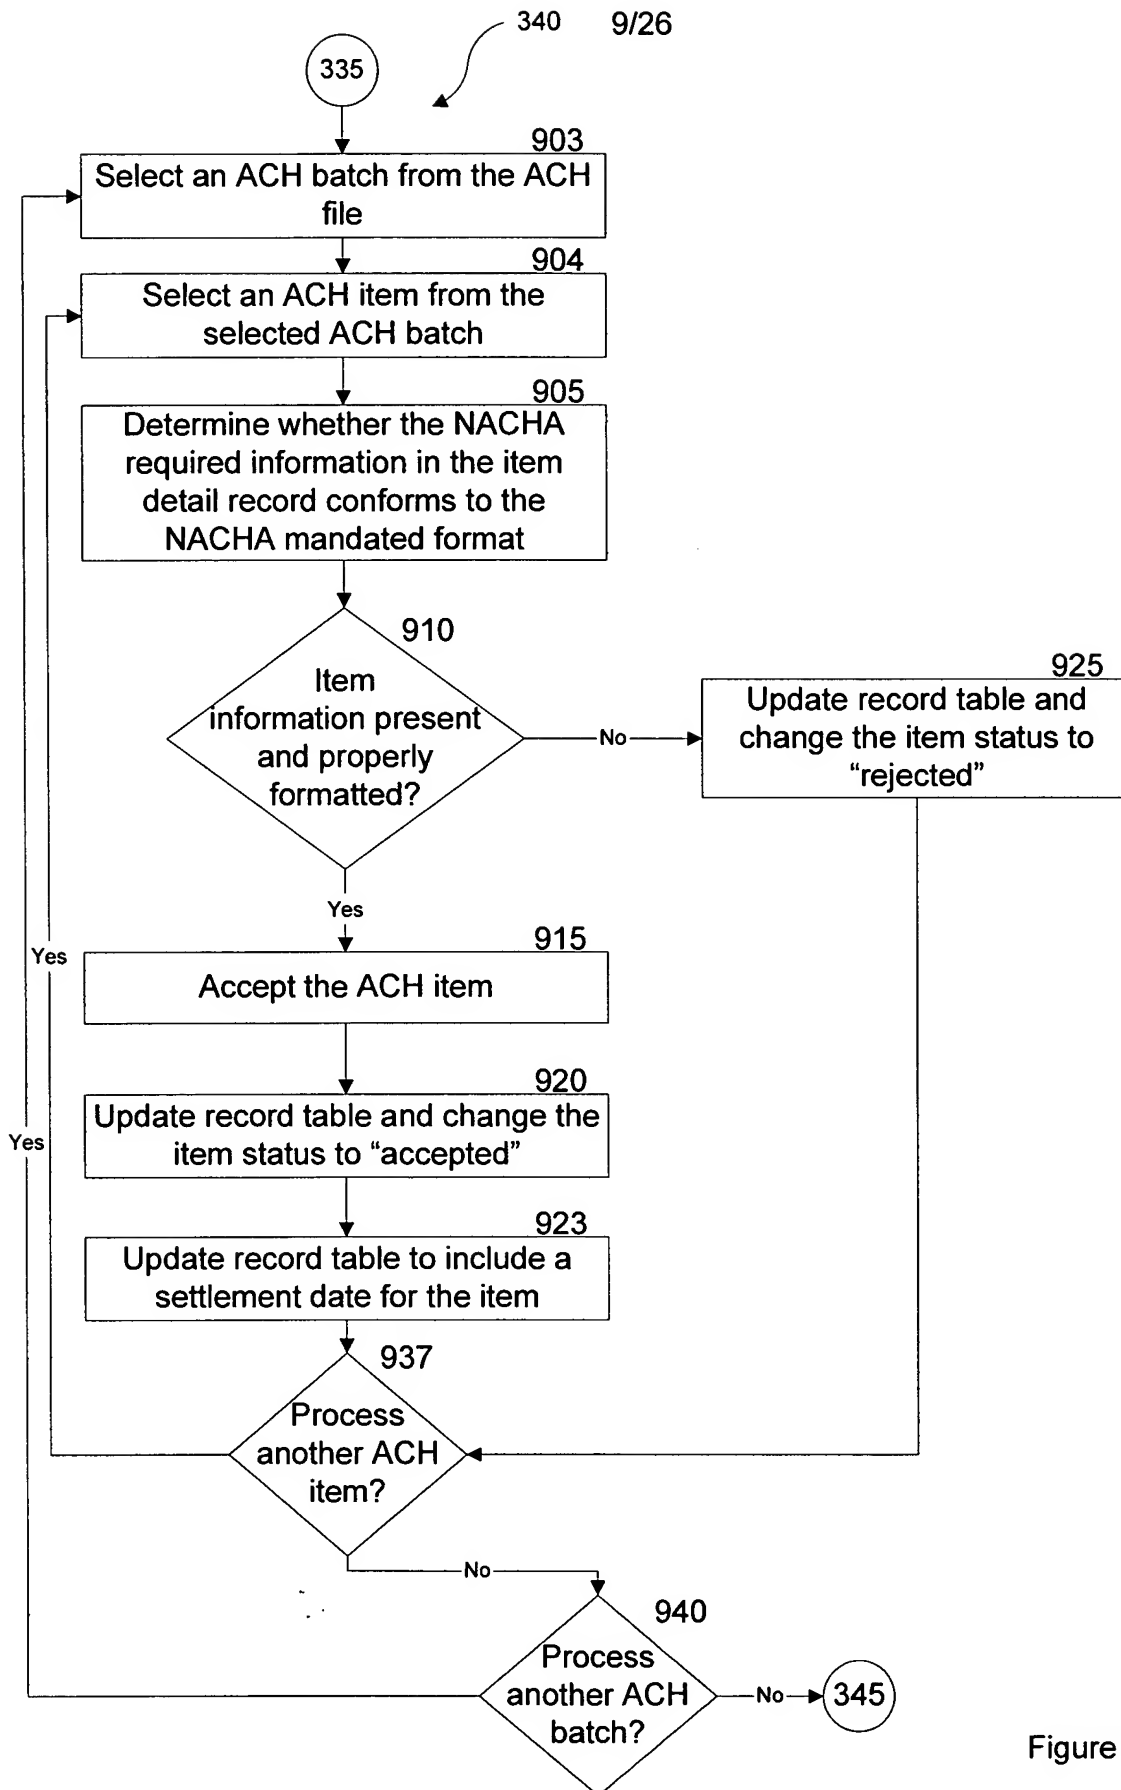 340 9/26
335
903
Select an ACH batch from the ACH
file
904
Select an ACH item from the
selected ACH batch
905
Determine whether the NACHA
required information in the item
detail record conforms to the
NACHA mandated format
910
Item
information present
and properly
formatted?
No
925
Update record table and
change the item status to
“rejected”
Yes
915
Accept the ACH item
Yes
920
Update record table and change the
item status to “accepted”
Yes
923
Update record table to include a
settlement date for the item
937
Process
another ACH
item?
No
940
Process
another ACH
batch?
No
345
Figure